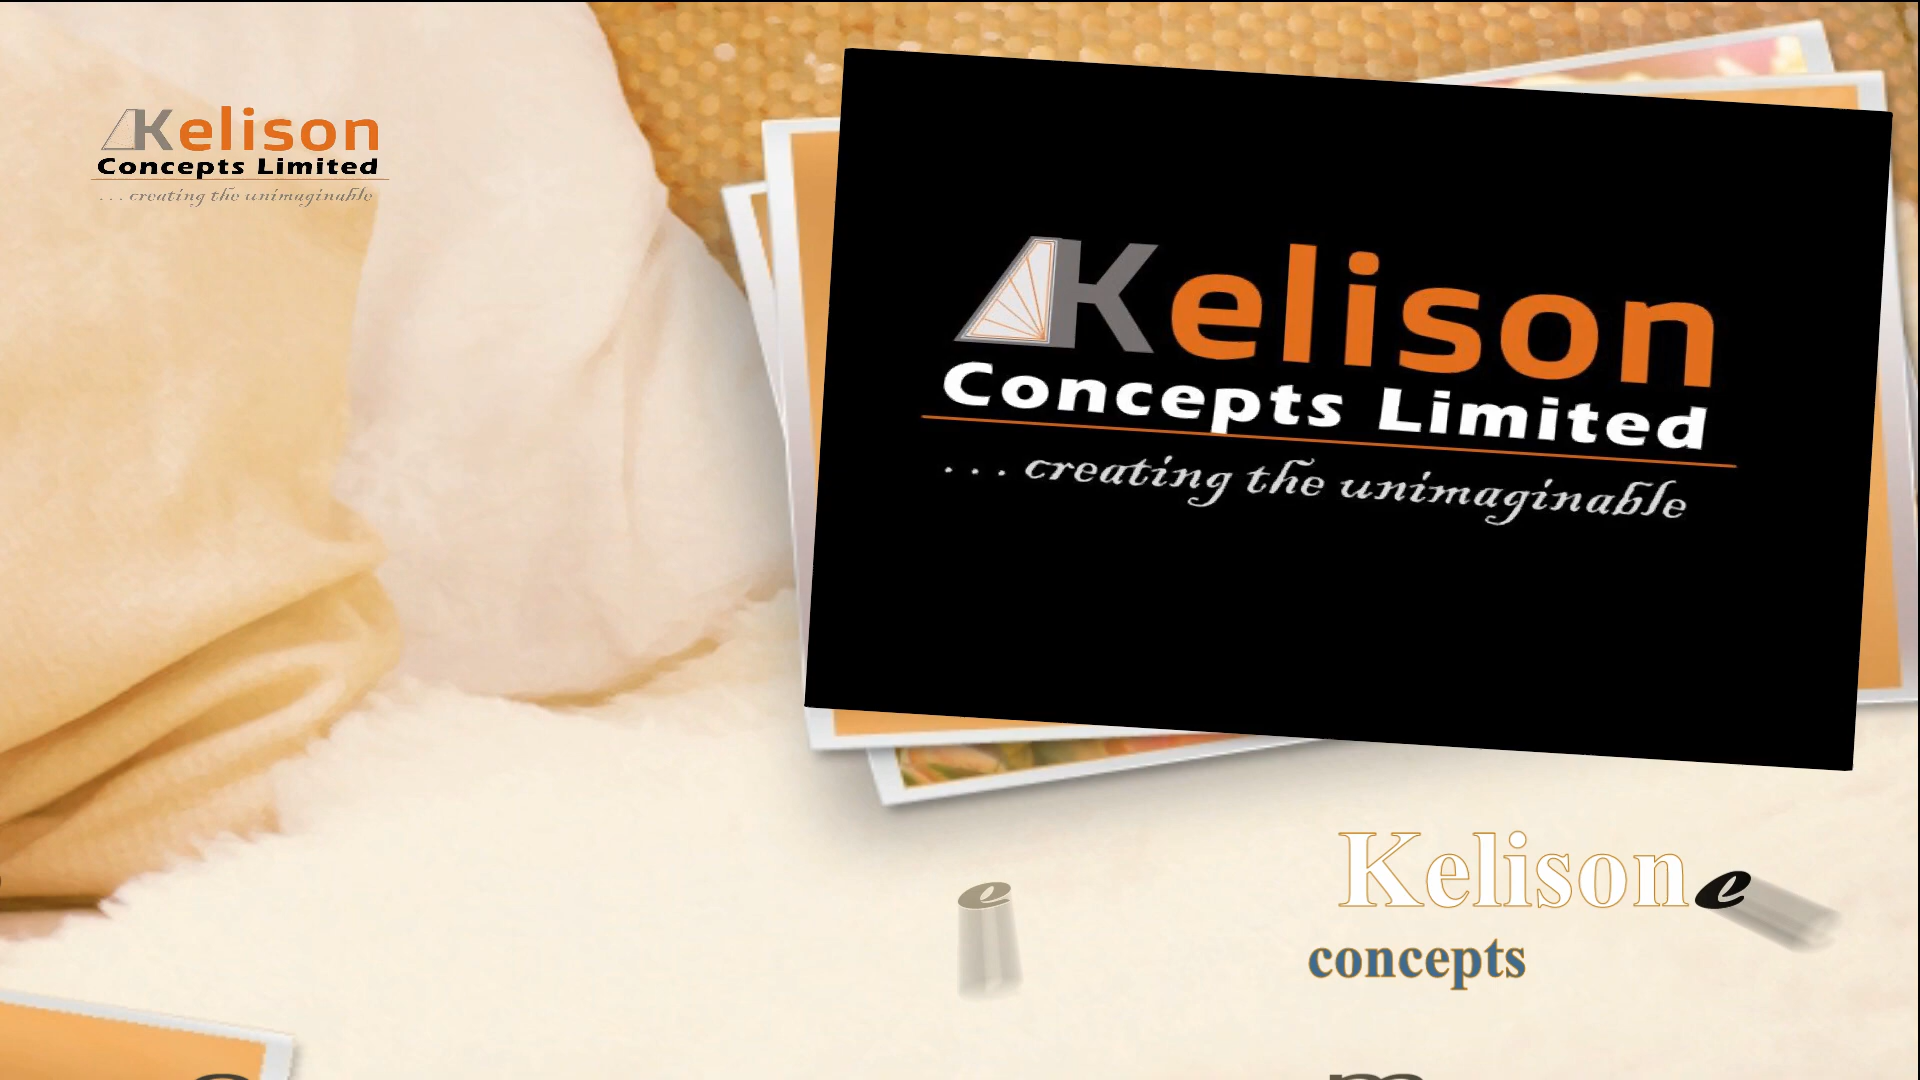 Kelison
Concepts Limited
. . . creating the unimaginable
Kelison
Concepts Limited
. . . creating the unimaginable
e
Kelison e
concepts